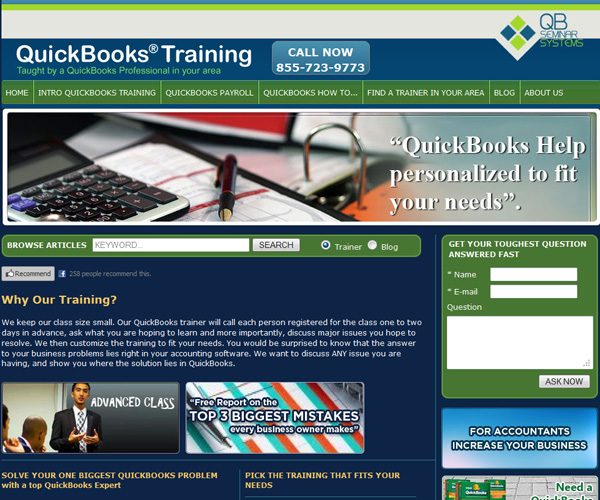 QuickBooks® Training
Taught by a QuickBooks Professional in your area
CALL NOW
855-723-9773
QB
SEMINAR
SYSTEMS
HOME
INTRO QUICKBOOKS TRAINING
QUICKBOOKS PAYROLL
QUICKBOOKS HOW TO...
FIND A TRAINER IN YOUR AREA
BLOG
ABOUT US
“QuickBooks Help
personalized to fit
your needs”.
BROWSE ARTICLES
KEYWORD...
SEARCH
Trainer
Blog
Recommend
258 people recommend this.
Why Our Training?
We keep our class size small. Our QuickBooks trainer will call each person registered for the class one to two
days in advance, ask what you are hoping to learn and more importantly, discuss major issues you hope to
resolve. We then customize the training to fit your needs. You would be surprised to know that the answer
to your business problems lies right in your accounting software. We want to discuss ANY issue you are
having, and show you where the solution lies in QuickBooks.
ADVANCED CLASS
"Free Report on the
TOP 3 BIGGEST MISTAKES
every business owner makes"
SOLVE YOUR ONE BIGGEST QUICKBOOKS PROBLEM
with a top QuickBooks Expert
PICK THE TRAINING THAT FITS YOUR
NEEDS
GET YOUR TOUGHEST QUESTION
ANSWERED FAST
* Name
* E-mail
Question
ASK NOW
FOR ACCOUNTANTS
INCREASE YOUR BUSINESS
Need a
QuickBooks